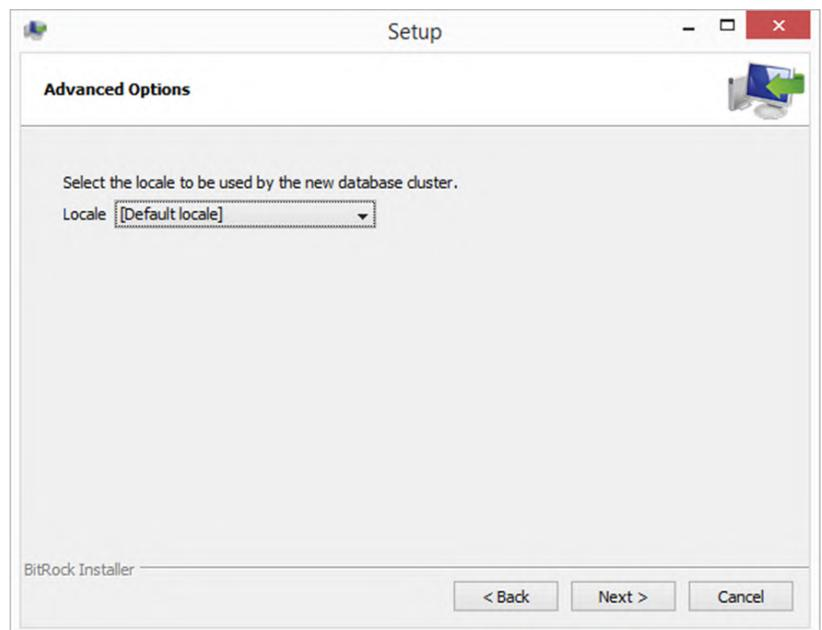 Setup
Advanced Options
Select the locale to be used by the new database cluster.
Locale [Default locale]
BitRock Installer
< Back Next > Cancel